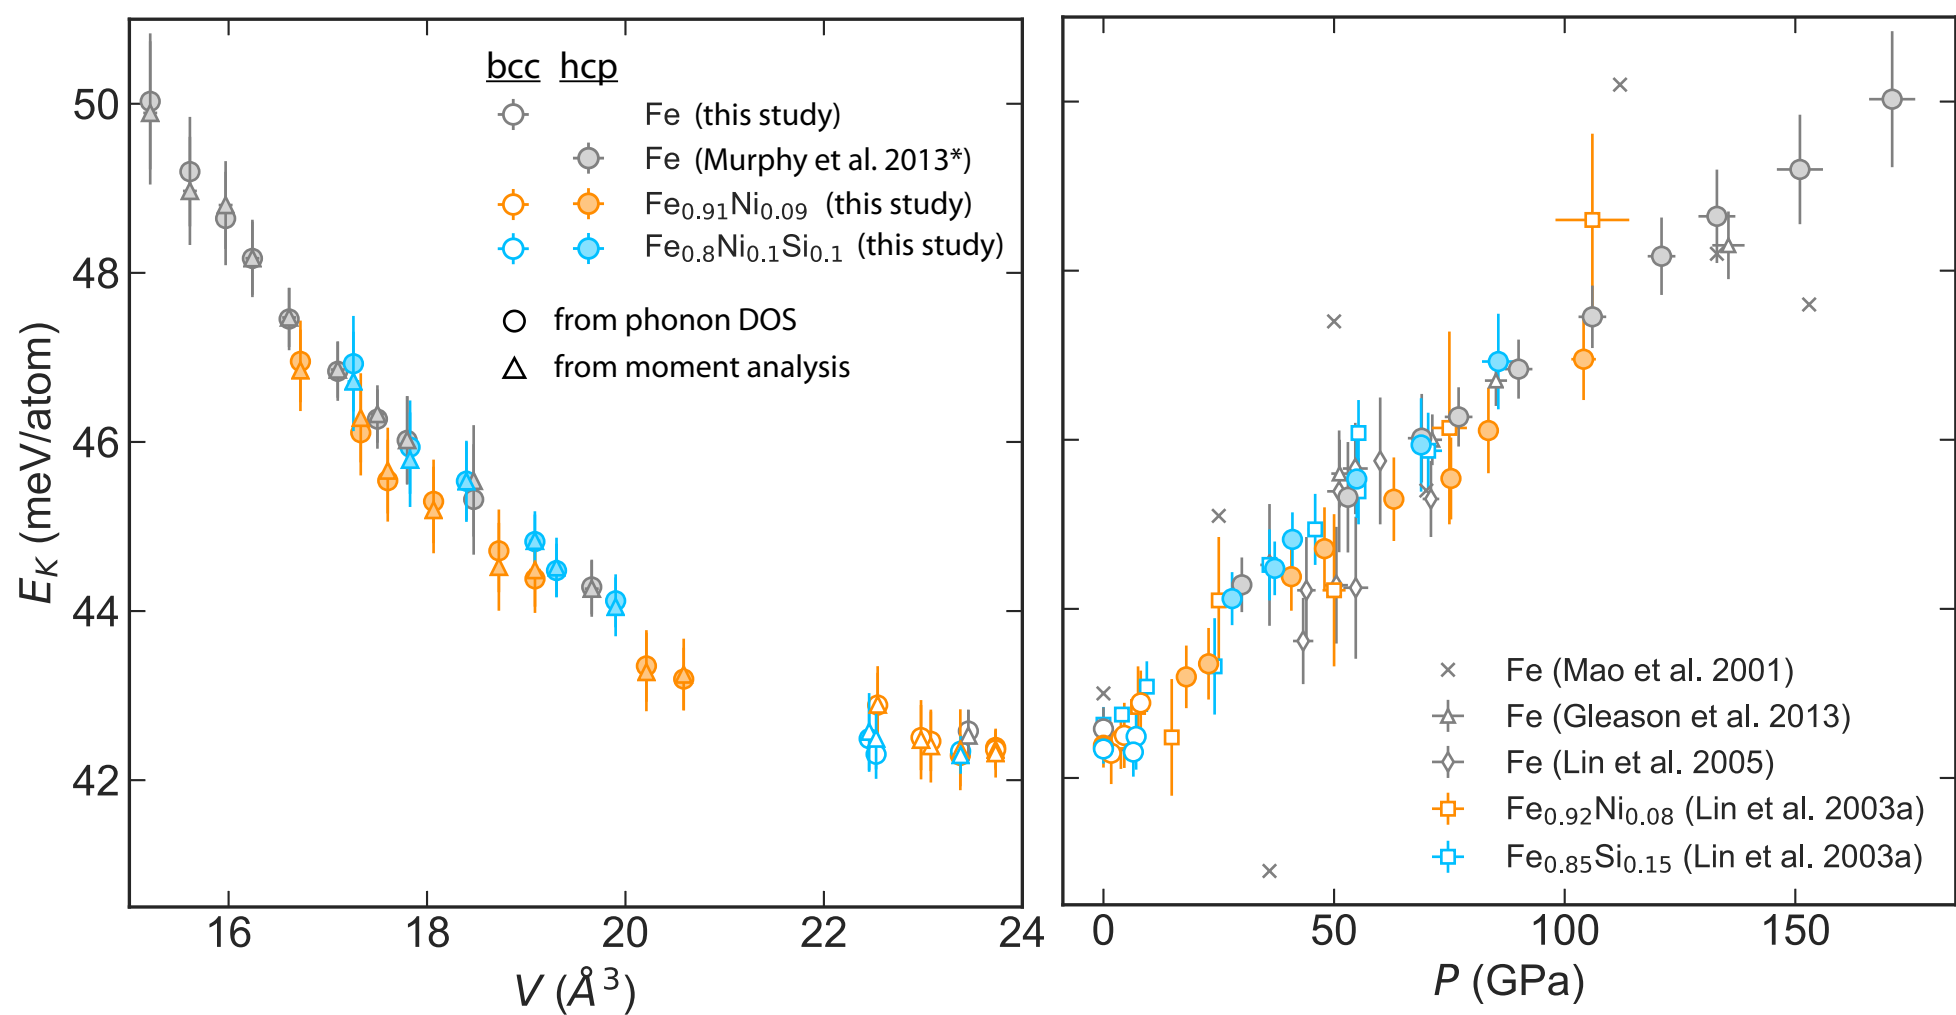 50
48
46
44
42
E_K (meV/atom)
bcc hcp
Fe (this study)
Fe (Murphy et al. 2013*)
Fe0.91Ni0.09 (this study)
Fe0.8Ni0.1Si0.1 (this study)
from phonon DOS
from moment analysis
16 18 20 22 24
V (Å3)
Fe (Mao et al. 2001)
Fe (Gleason et al. 2013)
Fe (Lin et al. 2005)
Fe0.92Ni0.08 (Lin et al. 2003a)
Fe0.85Si0.15 (Lin et al. 2003a)
0 50 100 150
P (GPa)